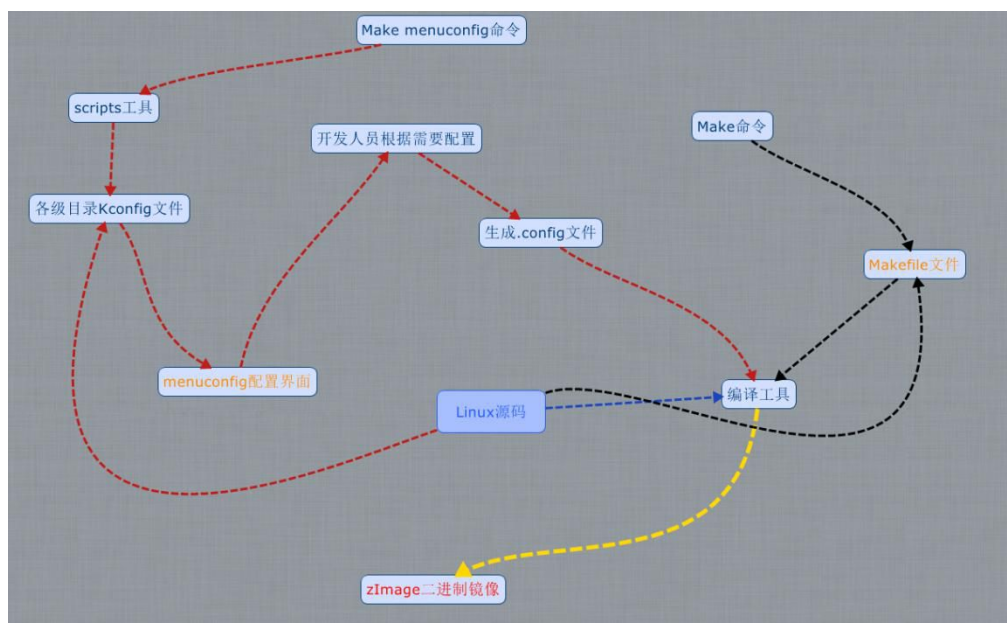 Make menuconfig命令
scripts工具
Make命令
开发人员根据需要配置
各级目录Kconfig文件
生成.config文件
Makefile文件
menuconfig配置界面
编译工具
Linux源码
zImage二进制镜像